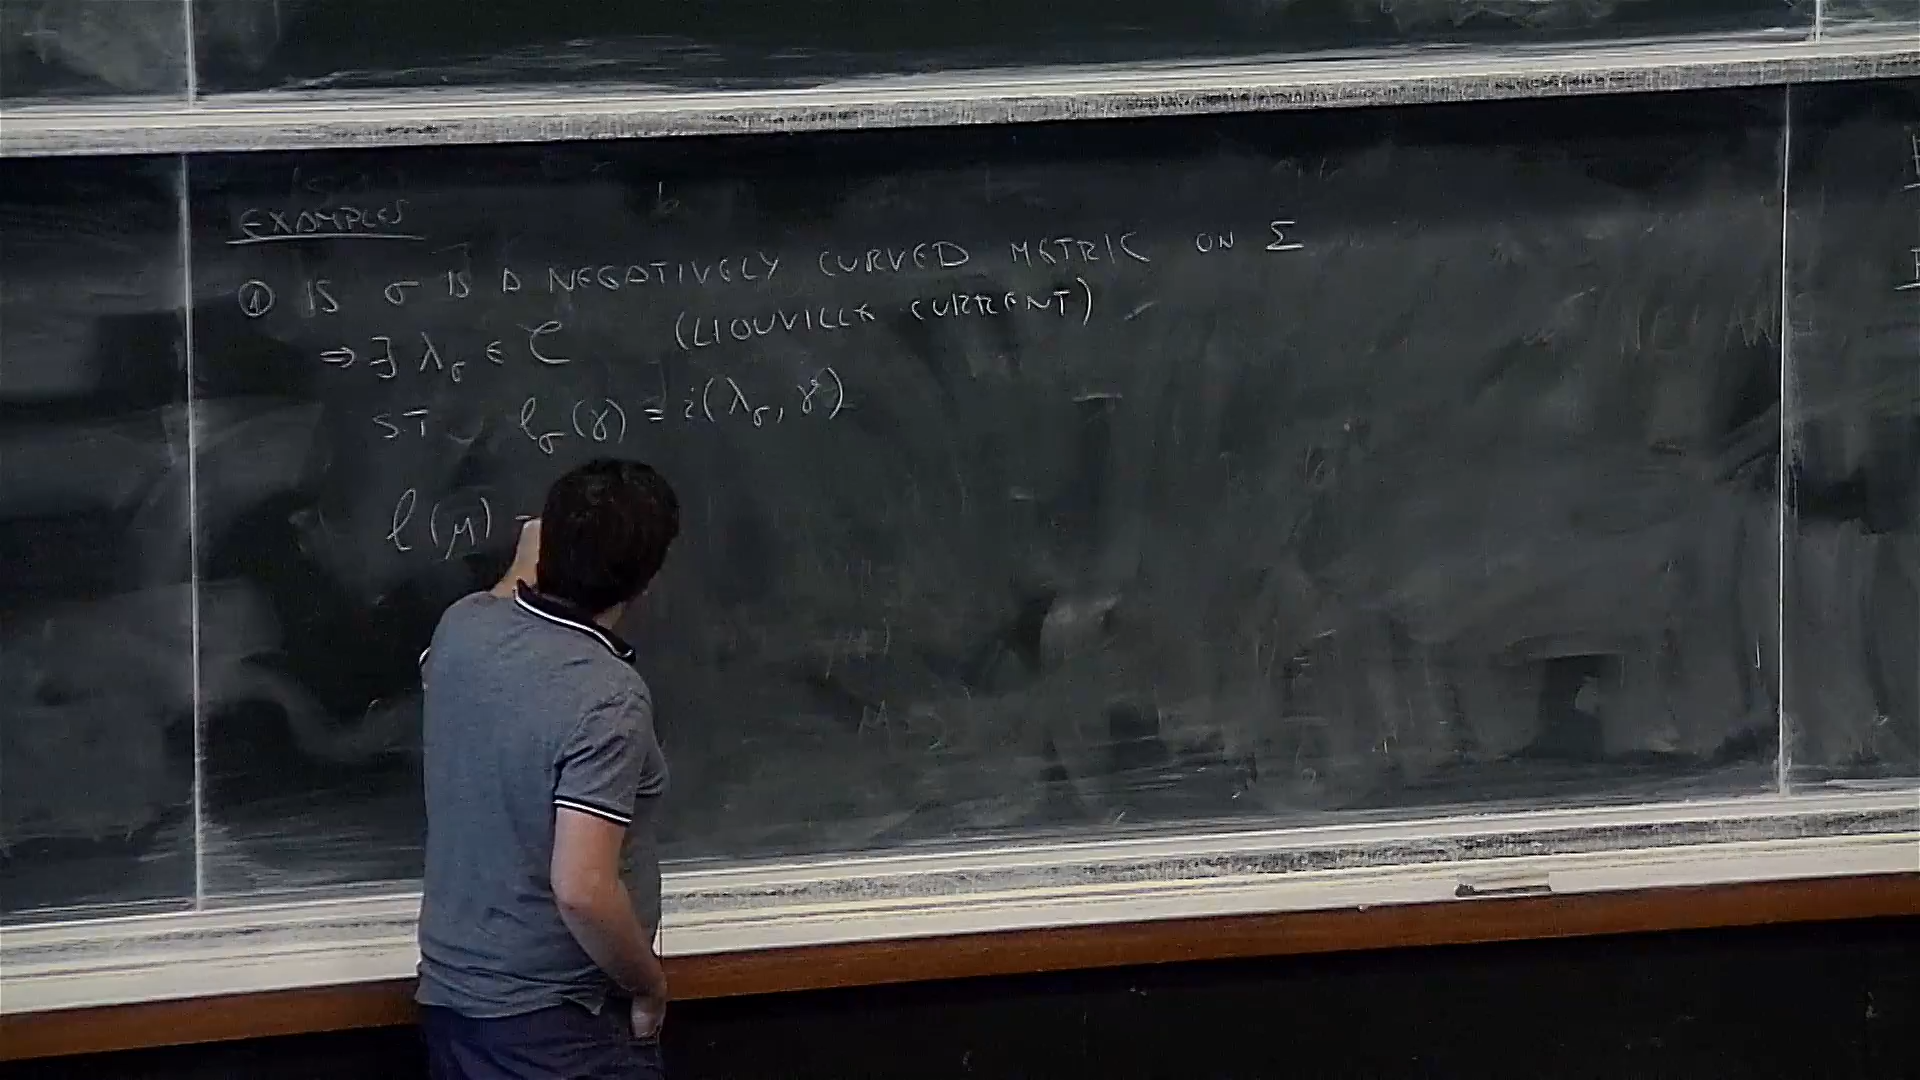 EXAMPLES
① IS σ IS A NEGATIVELY CURVED METRIC ON Σ
⇒ ∃ λ_σ ∈ C (LIOUVILLE CURRENT)
ST ℓ_σ(γ) = i(λ_σ, γ)
ℓ(μ) =